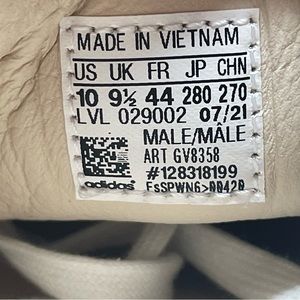 MADE IN VIETNAM
US UK FR JP CHN
10 9½ 44 280 270
LVL 029002 07/21
MALE/MÂLE
ART GV8358
#128318199
adidas